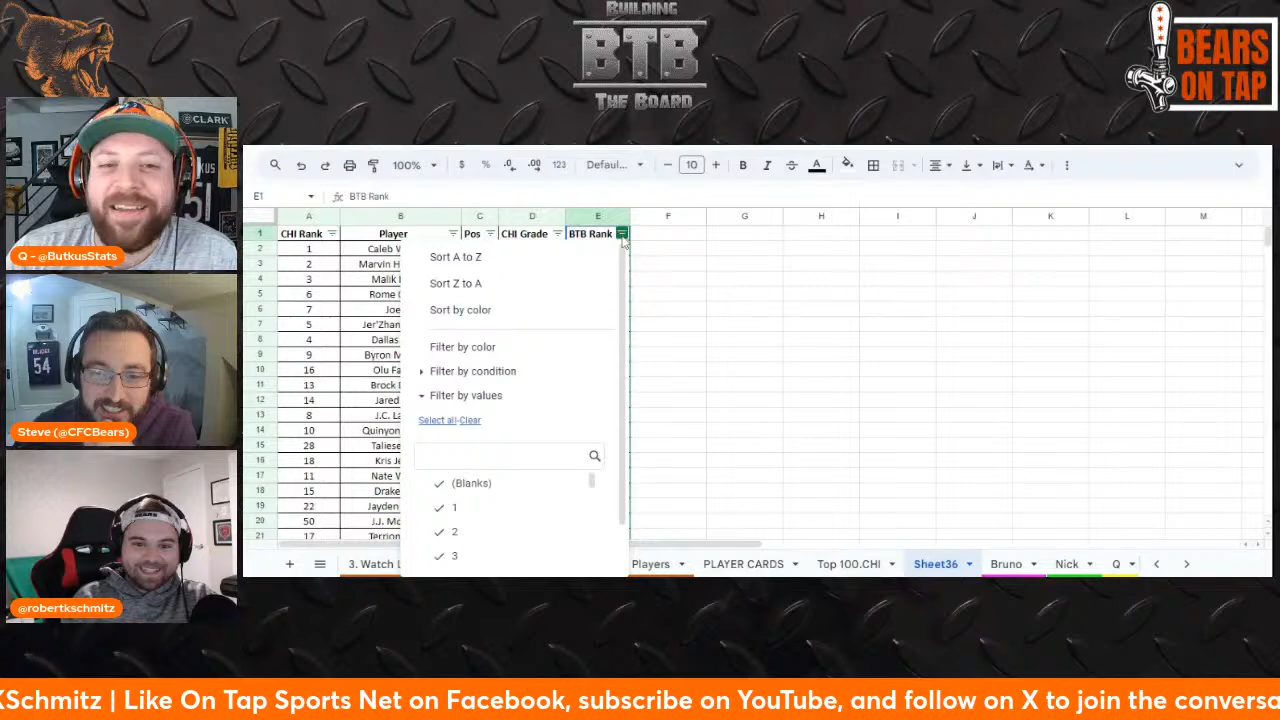 BUILDING
BTB
THE BOARD
BEARS
ON TAP
CLARK
51
Q - @ButkusStats
54
Steve (@CFCBears)
BEARS
@robertkschmitz
100%
$
%
.0
.00
123
Defaul...
10
B
I
S
A
E1
fx
BTB Rank
A
B
C
D
E
F
G
H
I
J
K
L
M
1 CHI Rank Player Pos CHI Grade BTB Rank
2 1 Caleb W
3 2 Marvin H
4 3 Malik
5 6 Rome
6 7 Joe
7 5 Jer'Zhan
8 4 Dallas
9 9 Byron M
10 16 Olu Fa
11 13 Brock
12 14 Jared
13 8 J.C. La
14 10 Quinyon
15 28 Taliese
16 18 Kris Je
17 11 Nate W
18 15 Drake
19 22 Jayden
20 50 J.J. Mc
21 17 Terrion
Sort A to Z
Sort Z to A
Sort by color
Filter by color
Filter by condition
Filter by values
Select all-Clear
(Blanks)
1
2
3
3. Watch L
Players
PLAYER CARDS
Top 100.CHI
Sheet36
Bruno
Nick
Q
KSchmitz | Like On Tap Sports Net on Facebook, subscribe on YouTube, and follow on X to join the conversa